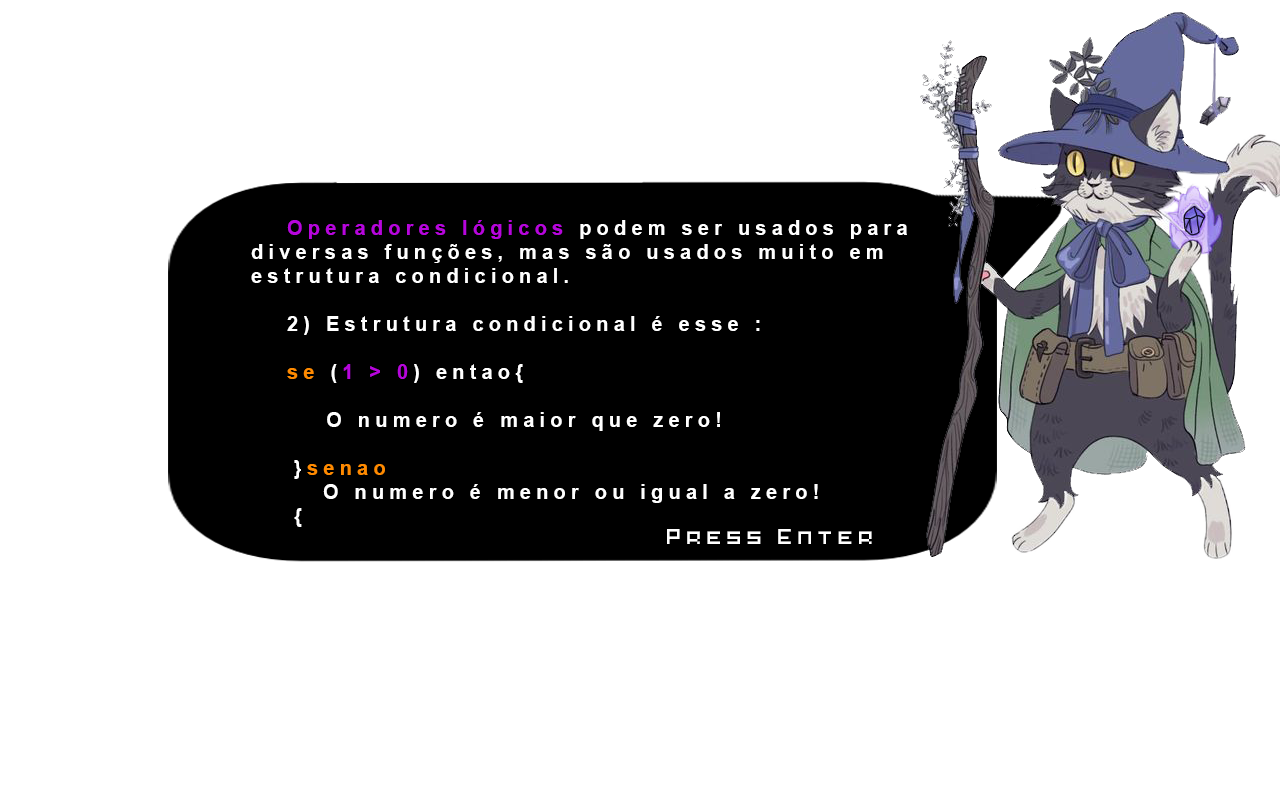 Operadores lógicos podem ser usados para
diversas funções, mas são usados muito em
estrutura condicional.
2) Estrutura condicional é esse :
se (1 > 0) entao{
O numero é maior que zero!
}senao
O numero é menor ou igual a zero!
{
Press Enter